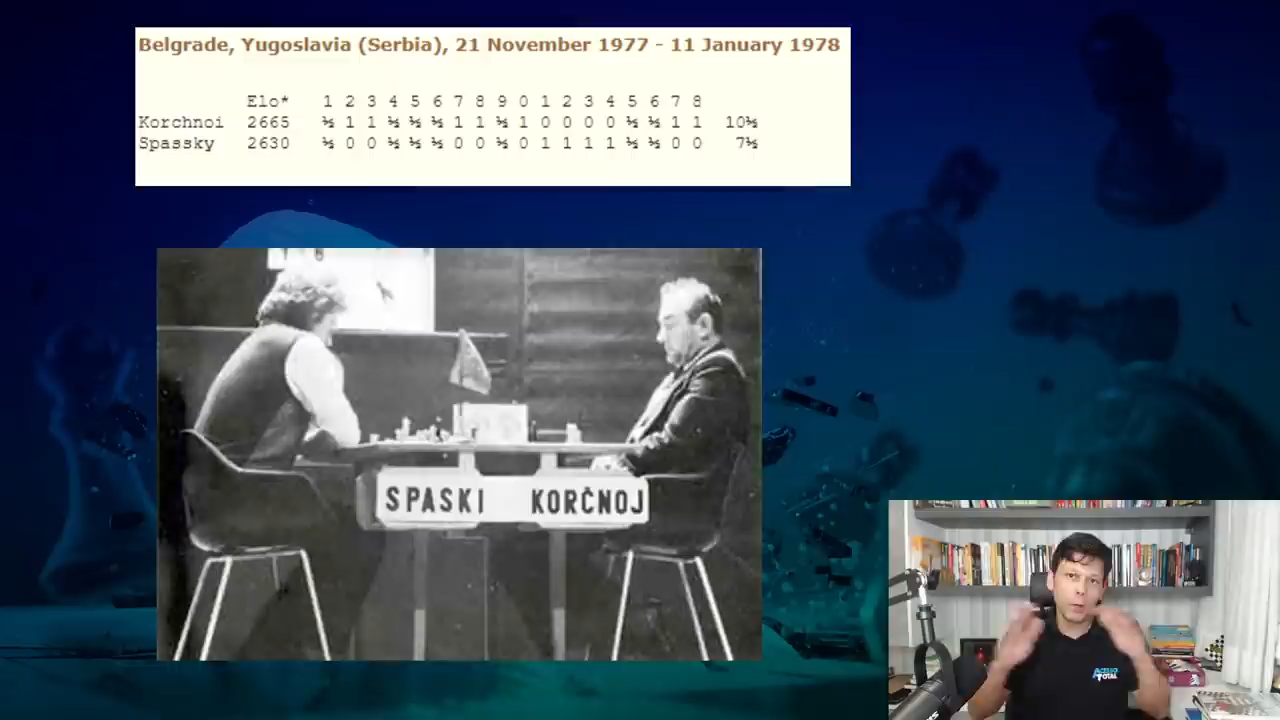 Belgrade, Yugoslavia (Serbia), 21 November 1977 - 11 January 1978
Elo* 1 2 3 4 5 6 7 8 9 0 1 2 3 4 5 6 7 8
Korchnoi 2665 ½ 1 1 ½ ½ ½ 1 1 ½ 1 0 0 0 0 ½ ½ 1 1 10½
Spassky 2630 ½ 0 0 ½ ½ ½ 0 0 ½ 0 1 1 1 1 ½ ½ 0 0 7½
SPASKI KORČNOJ
TOTAL